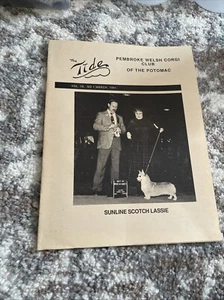 The
Tide
PEMBROKE WELSH CORGI
CLUB
OF THE POTOMAC
SUNLINE SCOTCH LASSIE